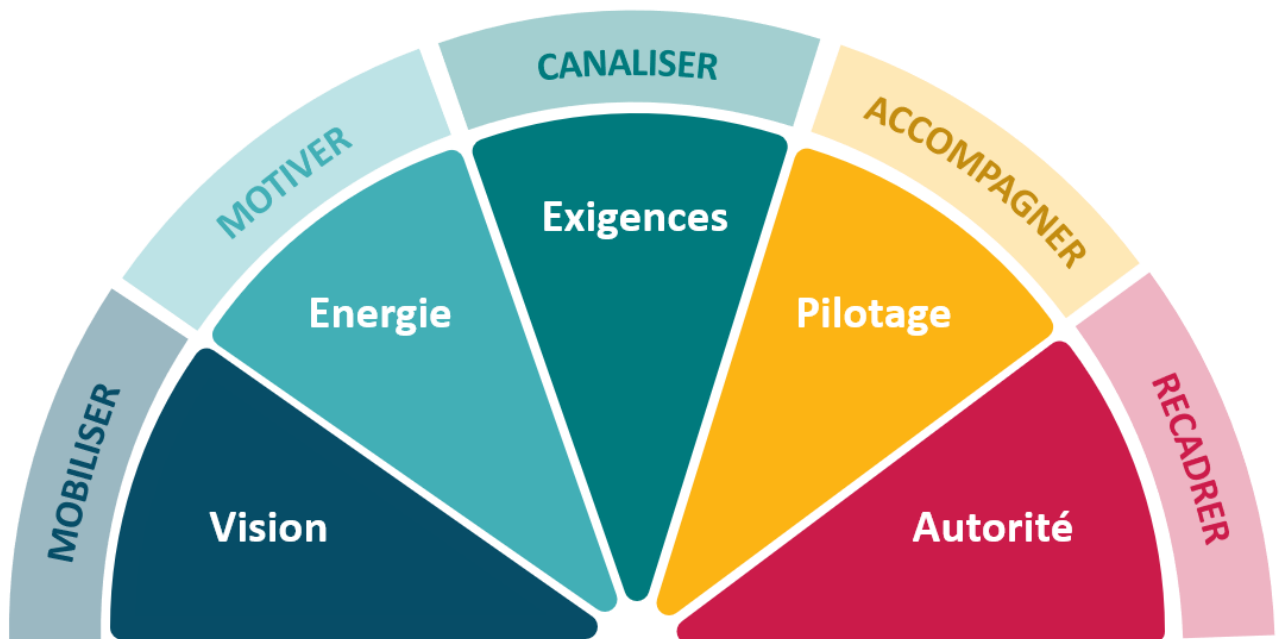 MOBILISER
MOTIVER
CANALISER
ACCOMPAGNER
RECADRER
Vision
Energie
Exigences
Pilotage
Autorité